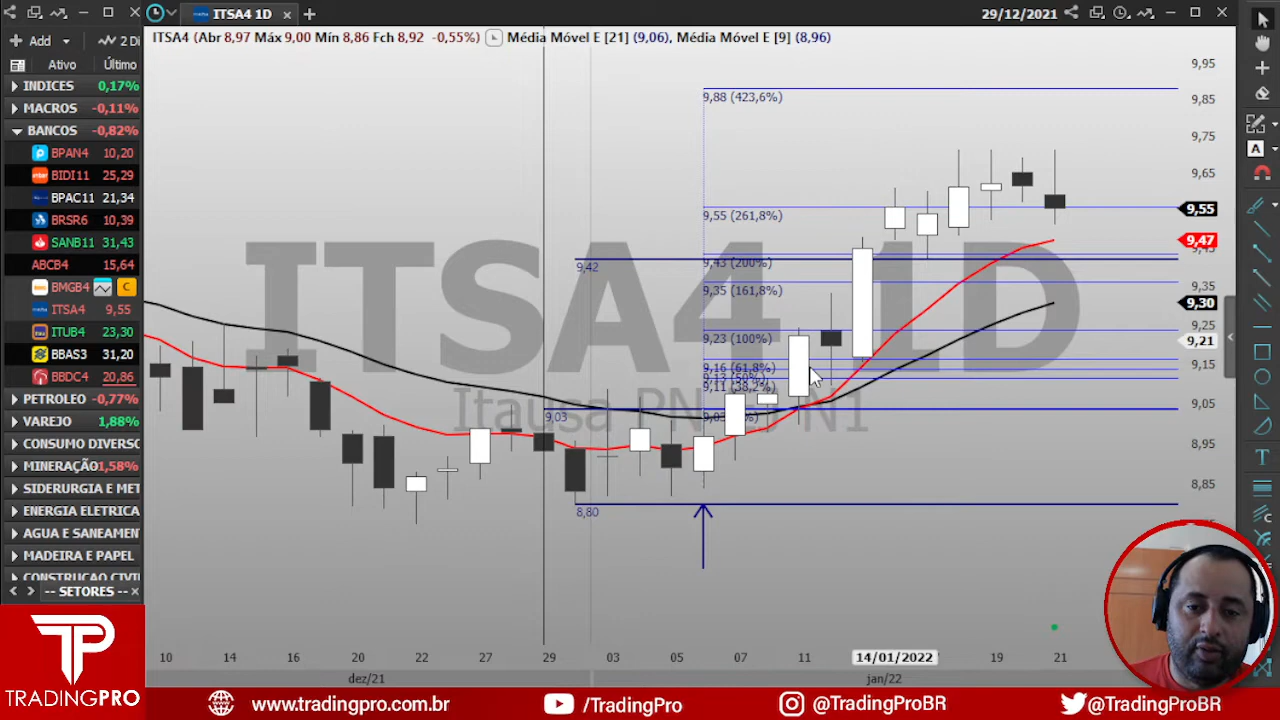 ITSA4 1D
29/12/2021
Add
2 Di
ITSA4 (Abr 8,97 Máx 9,00 Mín 8,86 Fch 8,92 -0,55%) Média Móvel E [21] (9,06), Média Móvel E [9] (8,96)
Ativo Último
INDICES 0,17%
MACROS -0,11%
BANCOS -0,82%
BPAN4 10,20
BIDI11 25,29
BPAC11 21,34
BRSR6 10,39
SANB11 31,43
ABCB4 15,64
BMGB4 C
ITSA4 9,55
ITUB4 23,30
BBAS3 31,20
BBDC4 20,86
PETROLEO -0,77%
VAREJO 1,88%
CONSUMO DIVERSO
MINERAÇÃO 1,58%
SIDERURGIA E MET
ENERGIA ELETRICA
AGUA E SANEAMEN
MADEIRA E PAPEL
CONSTRUÇAO CIVI
-- SETORES --
ITSA4 1D
Itausa PN EJ N1
9,88 (423,6%)
9,55 (261,8%)
9,43 (200%)
9,42
9,35 (161,8%)
9,23 (100%)
9,16 (61,8%)
9,11 (38,2%)
9,03
8,80
9,95
9,85
9,75
9,65
9,55
9,47
9,45
9,35
9,30
9,25
9,21
9,15
9,05
8,95
8,85
10 14 16 20 22 27 29 03 05 07 11 14/01/2022 19 21
dez/21 jan/22
TP
TRADINGPRO
www.tradingpro.com.br
/TradingPro
@TradingProBR
@TradingProBR